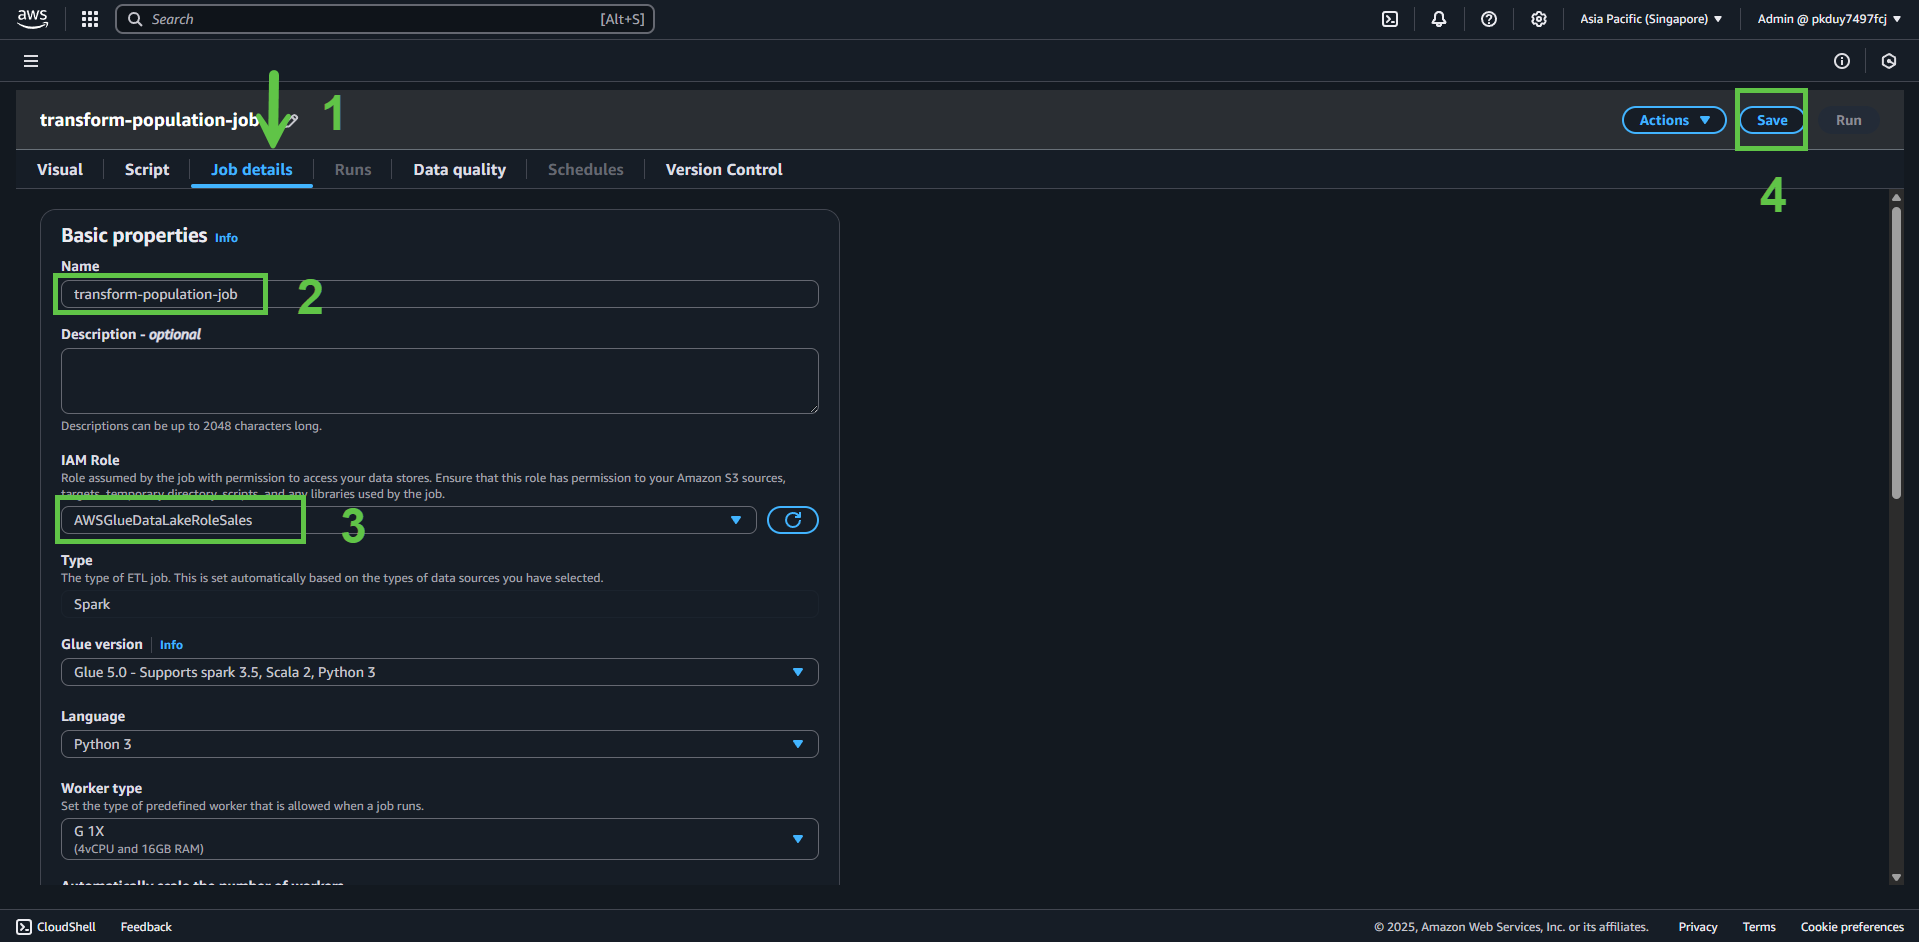 aws
Search
[Alt+S]
Asia Pacific (Singapore)
Admin @ pkduy7497fcj
transform-population-job
1
Actions
Save
Run
Visual
Script
Job details
Runs
Data quality
Schedules
Version Control
4
Basic properties Info
Name
transform-population-job
2
Description - optional
Descriptions can be up to 2048 characters long.
IAM Role
Role assumed by the job with permission to access your data stores. Ensure that this role has permission to your Amazon S3 sources,
targets, temporary directory, scripts, and any libraries used by the job.
AWSGlueDataLakeRoleSales
3
Type
The type of ETL job. This is set automatically based on the types of data sources you have selected.
Spark
Glue version Info
Glue 5.0 - Supports spark 3.5, Scala 2, Python 3
Language
Python 3
Worker type
Set the type of predefined worker that is allowed when a job runs.
G 1X
(4vCPU and 16GB RAM)
Automatically scale the number of workers
CloudShell
Feedback
© 2025, Amazon Web Services, Inc. or its affiliates.
Privacy
Terms
Cookie preferences